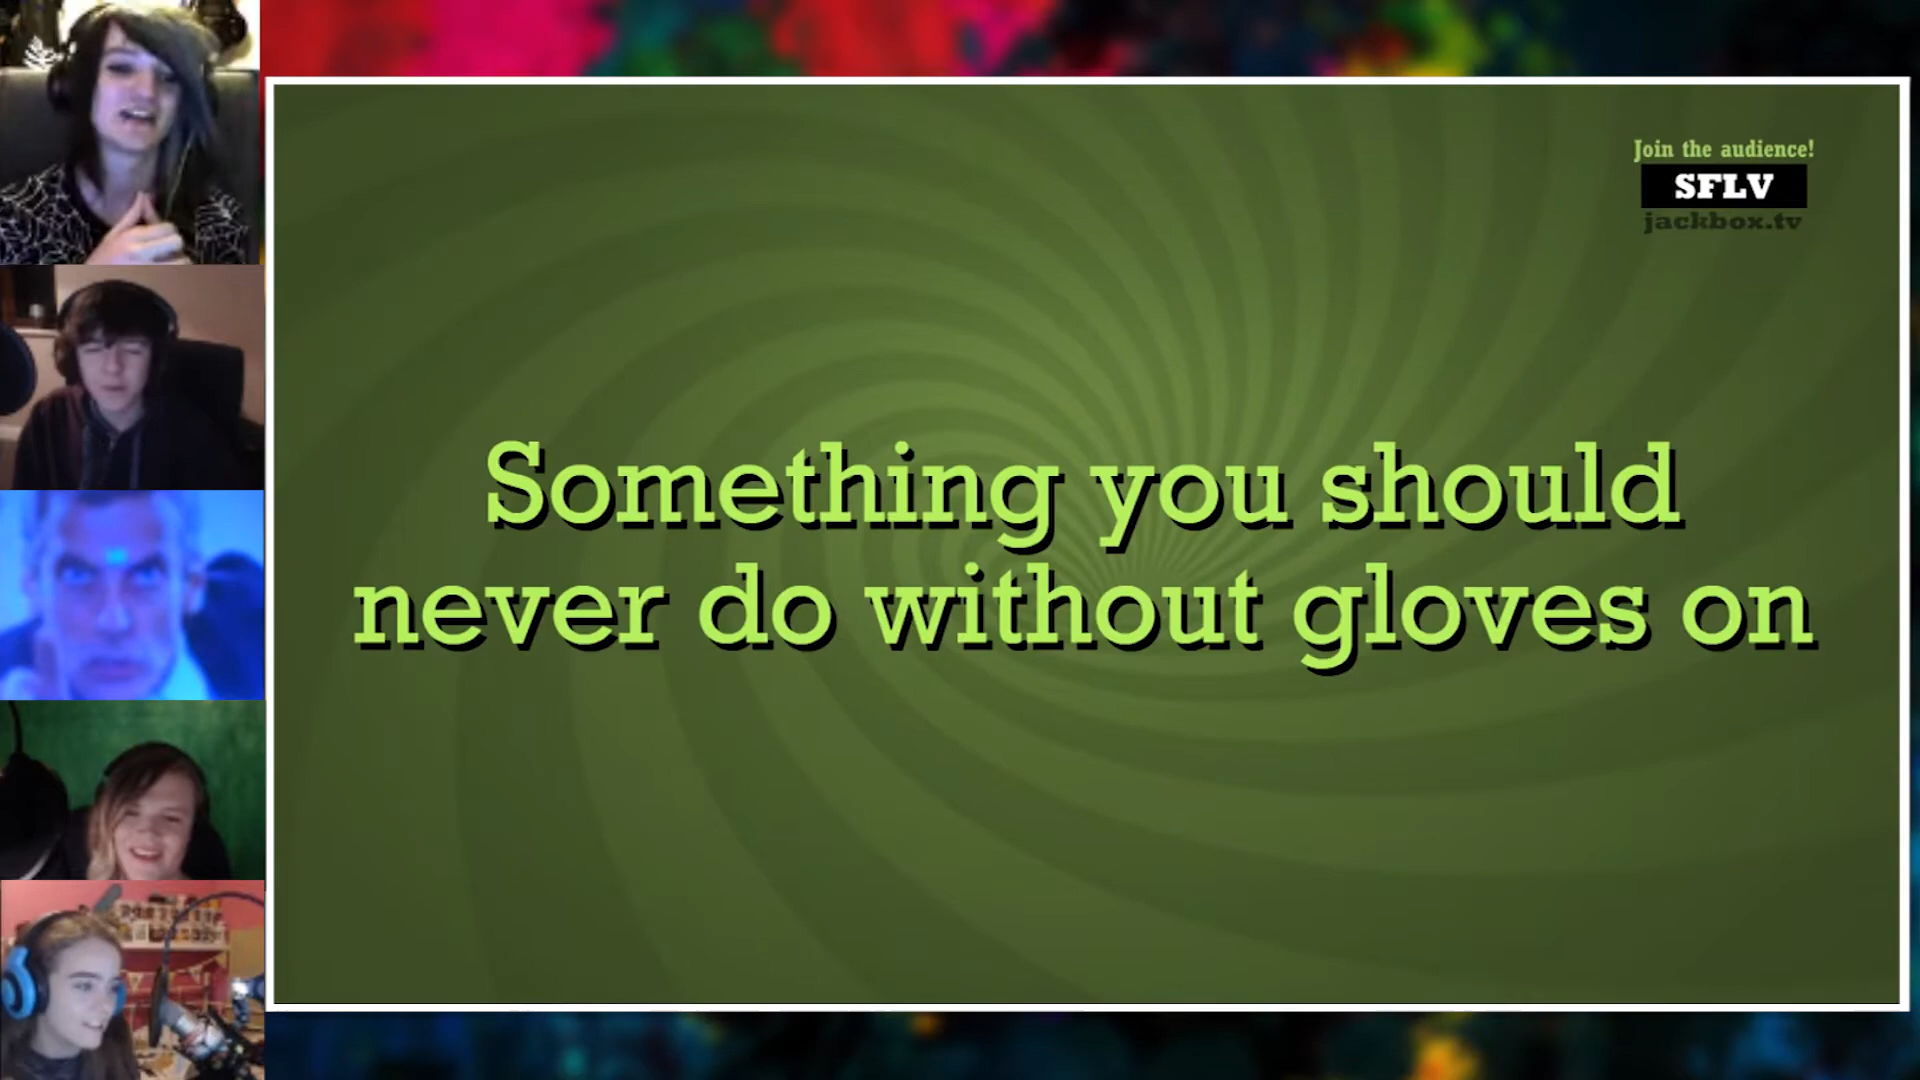 Join the audience!
SFLV
jackbox.tv
Something you should
never do without gloves on